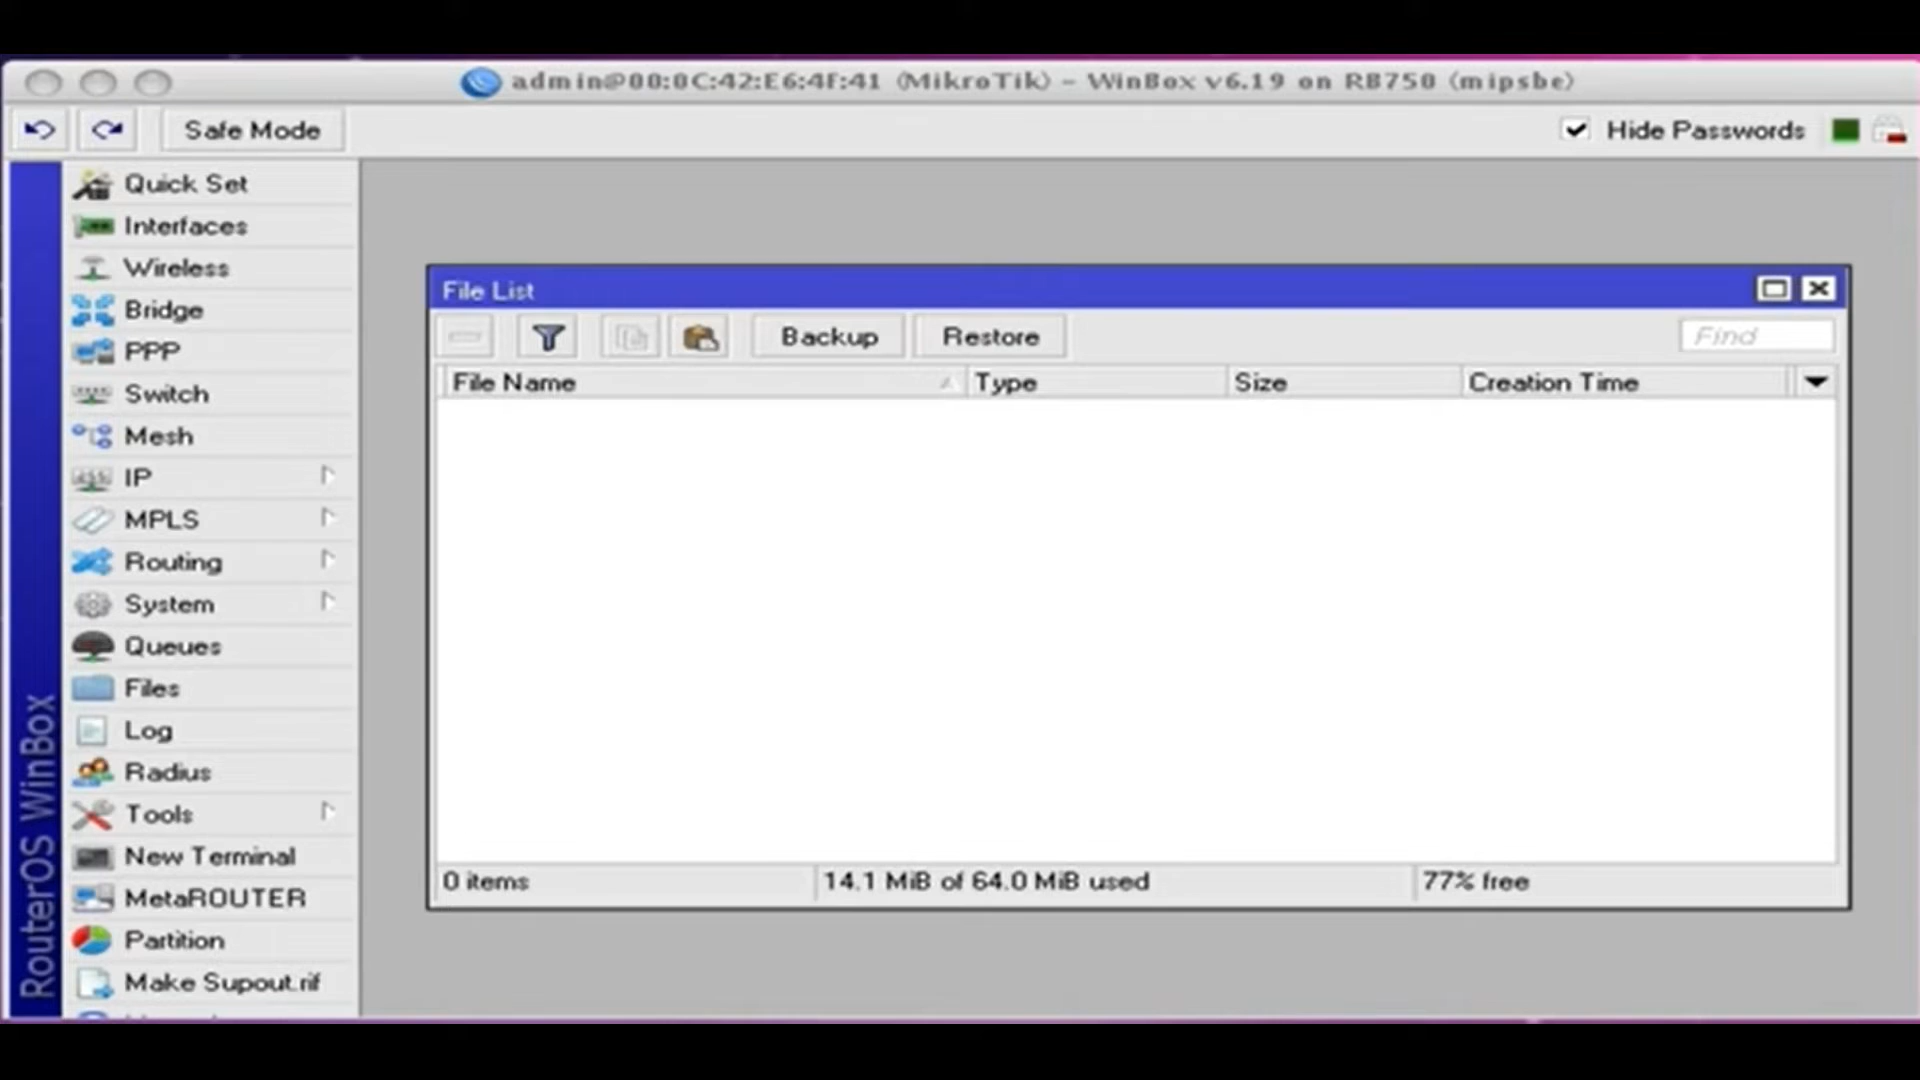 admin@00:0C:42:E6:4F:41 (MikroTik) - WinBox v6.19 on RB750 (mipsbe)
Safe Mode
Hide Passwords
Quick Set
Interfaces
Wireless
Bridge
PPP
Switch
Mesh
IP
MPLS
Routing
System
Queues
Files
Log
Radius
Tools
New Terminal
MetaROUTER
Partition
Make Supout.rif
RouterOS WinBox
File List
Backup
Restore
Find
File Name
Type
Size
Creation Time
0 items
14.1 MiB of 64.0 MiB used
77% free